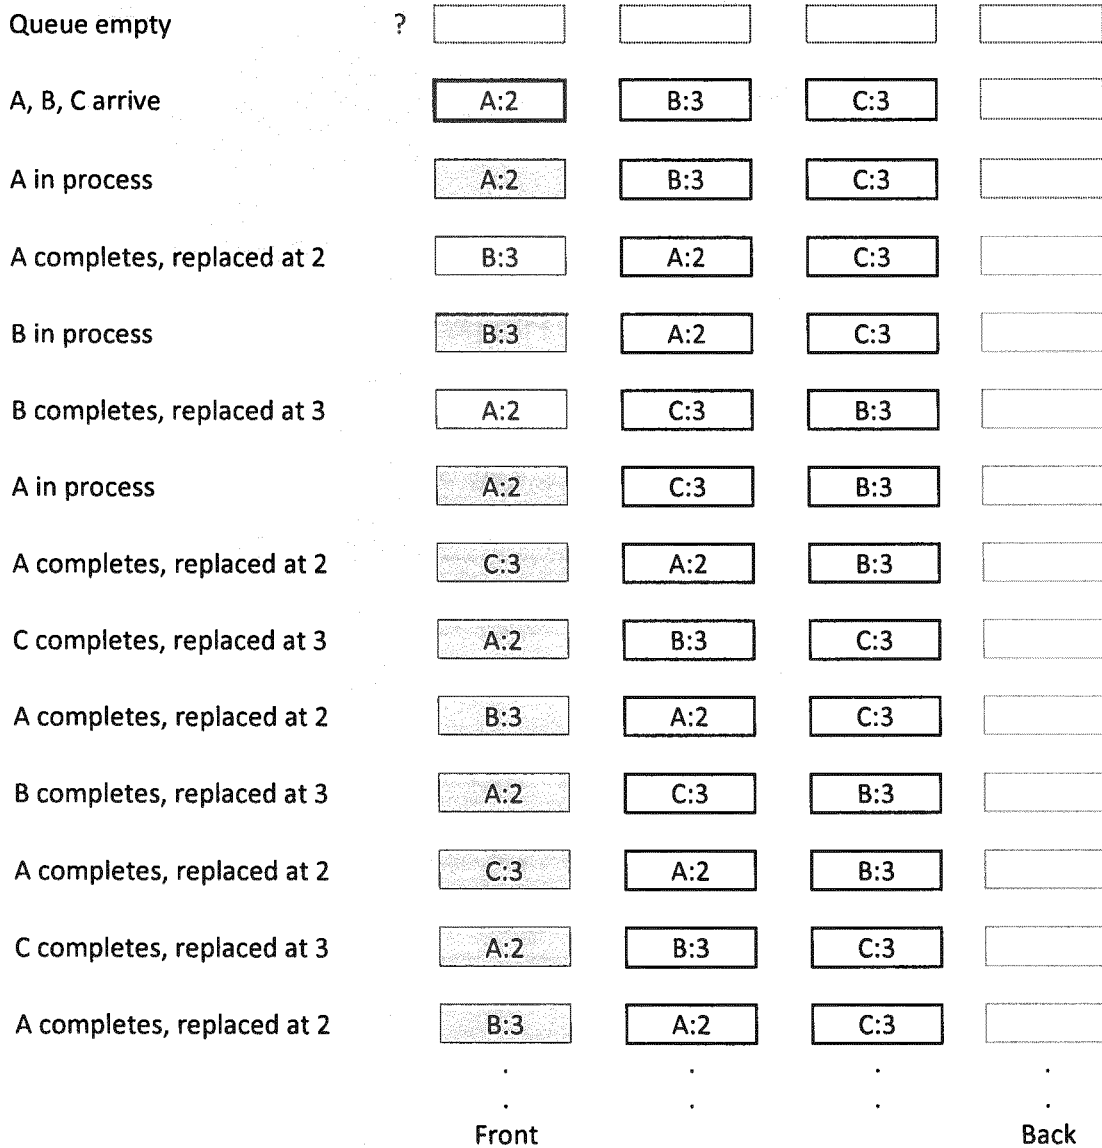 Queue empty ?
A, B, C arrive A:2 B:3 C:3
A in process A:2 B:3 C:3
A completes, replaced at 2 B:3 A:2 C:3
B in process B:3 A:2 C:3
B completes, replaced at 3 A:2 C:3 B:3
A in process A:2 C:3 B:3
A completes, replaced at 2 C:3 A:2 B:3
C completes, replaced at 3 A:2 B:3 C:3
A completes, replaced at 2 B:3 A:2 C:3
B completes, replaced at 3 A:2 C:3 B:3
A completes, replaced at 2 C:3 A:2 B:3
C completes, replaced at 3 A:2 B:3 C:3
A completes, replaced at 2 B:3 A:2 C:3
. . . .
. . . .
Front Back